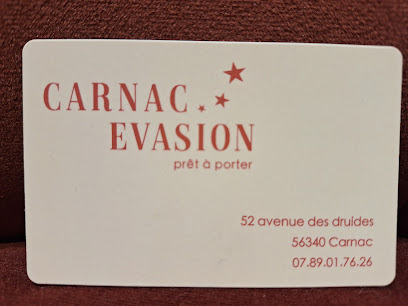 CARNAC
EVASION
prêt à porter
52 avenue des druides
56340 Carnac
07.89.01.76.26